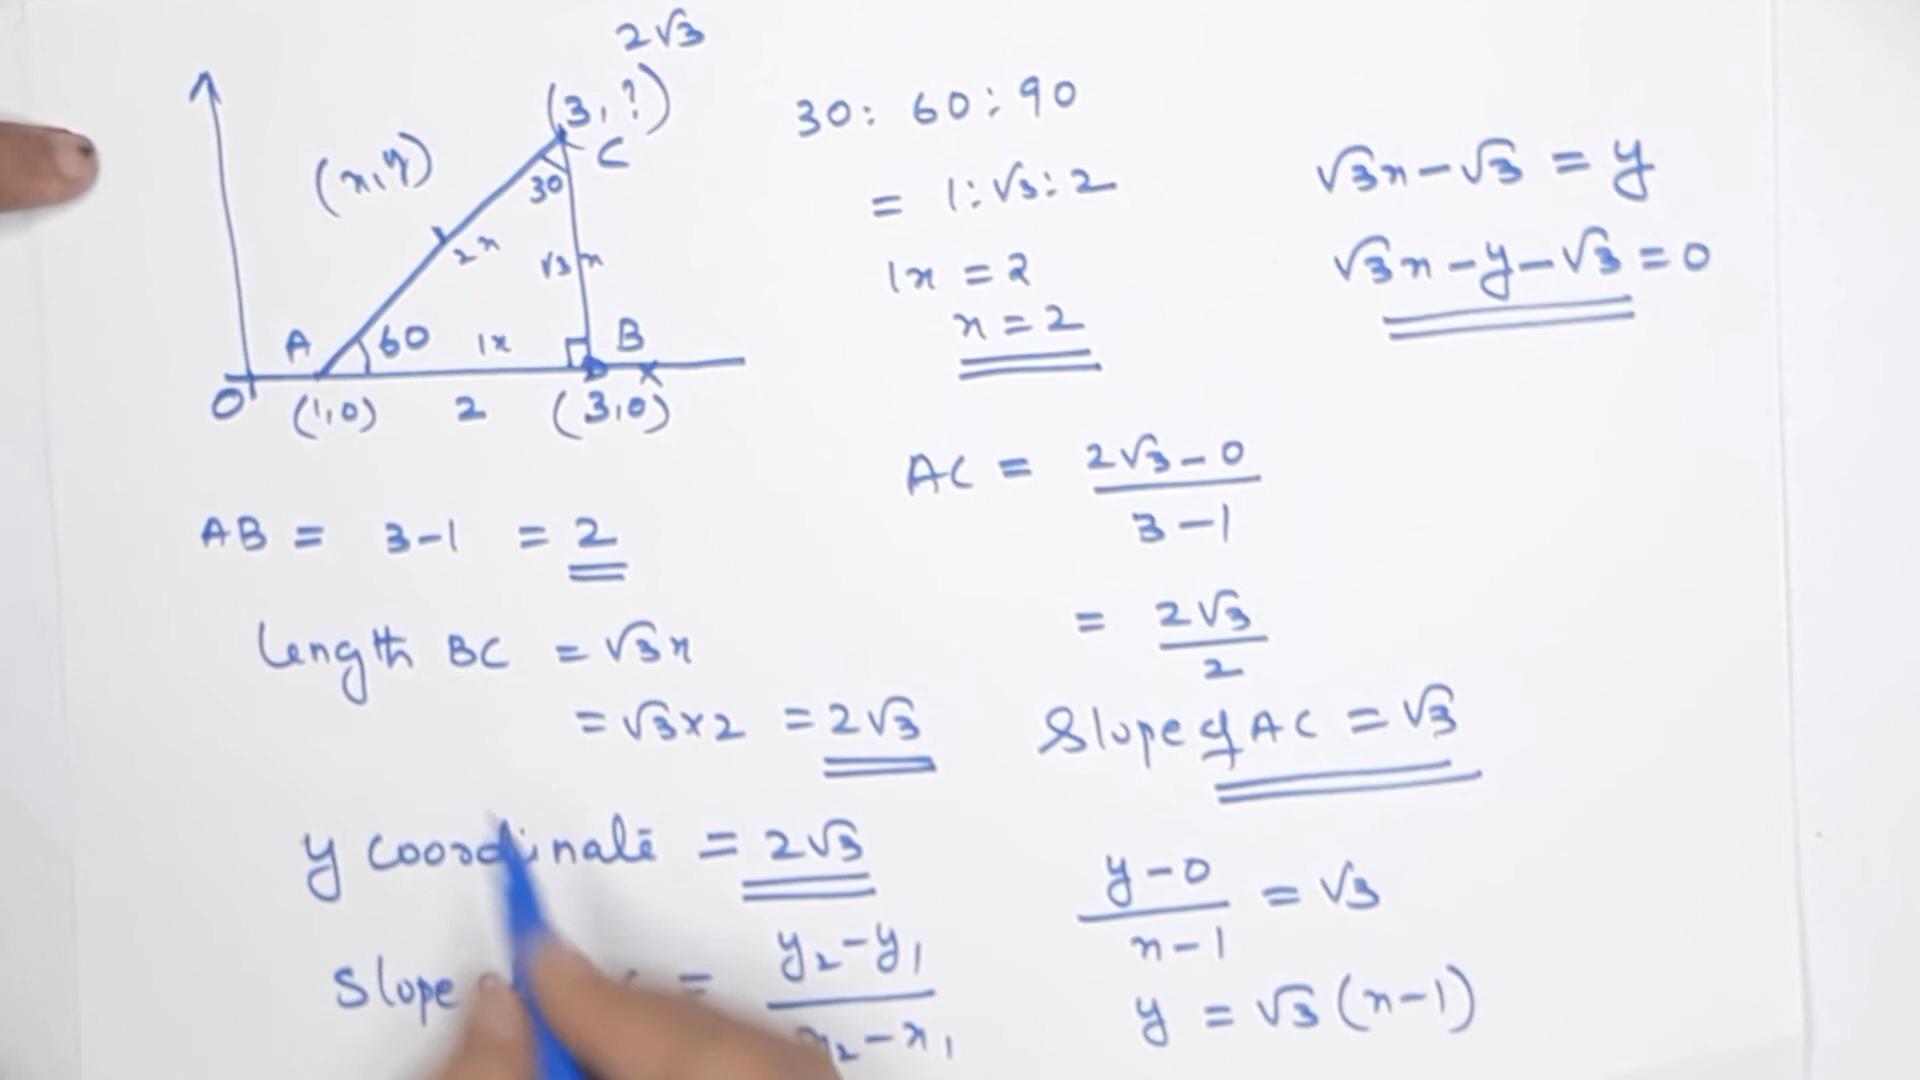 2√3
(3, ?)
C
(x,y)
30
2x
√3x
A
60
1x
B
O
(1,0)
2
(3,0)
x
30 : 60 : 90
= 1 : √3 : 2
1x = 2
x = 2
√3x - √3 = y
√3x - y - √3 = 0
AB = 3-1 = 2
length BC = √3x
= √3×2 = 2√3
y coordinate = 2√3
Slope = y₂-y₁
x₂-x₁
AC = 2√3-0
3-1
= 2√3
2
Slope of AC = √3
y-0 = √3
x-1
y = √3(x-1)